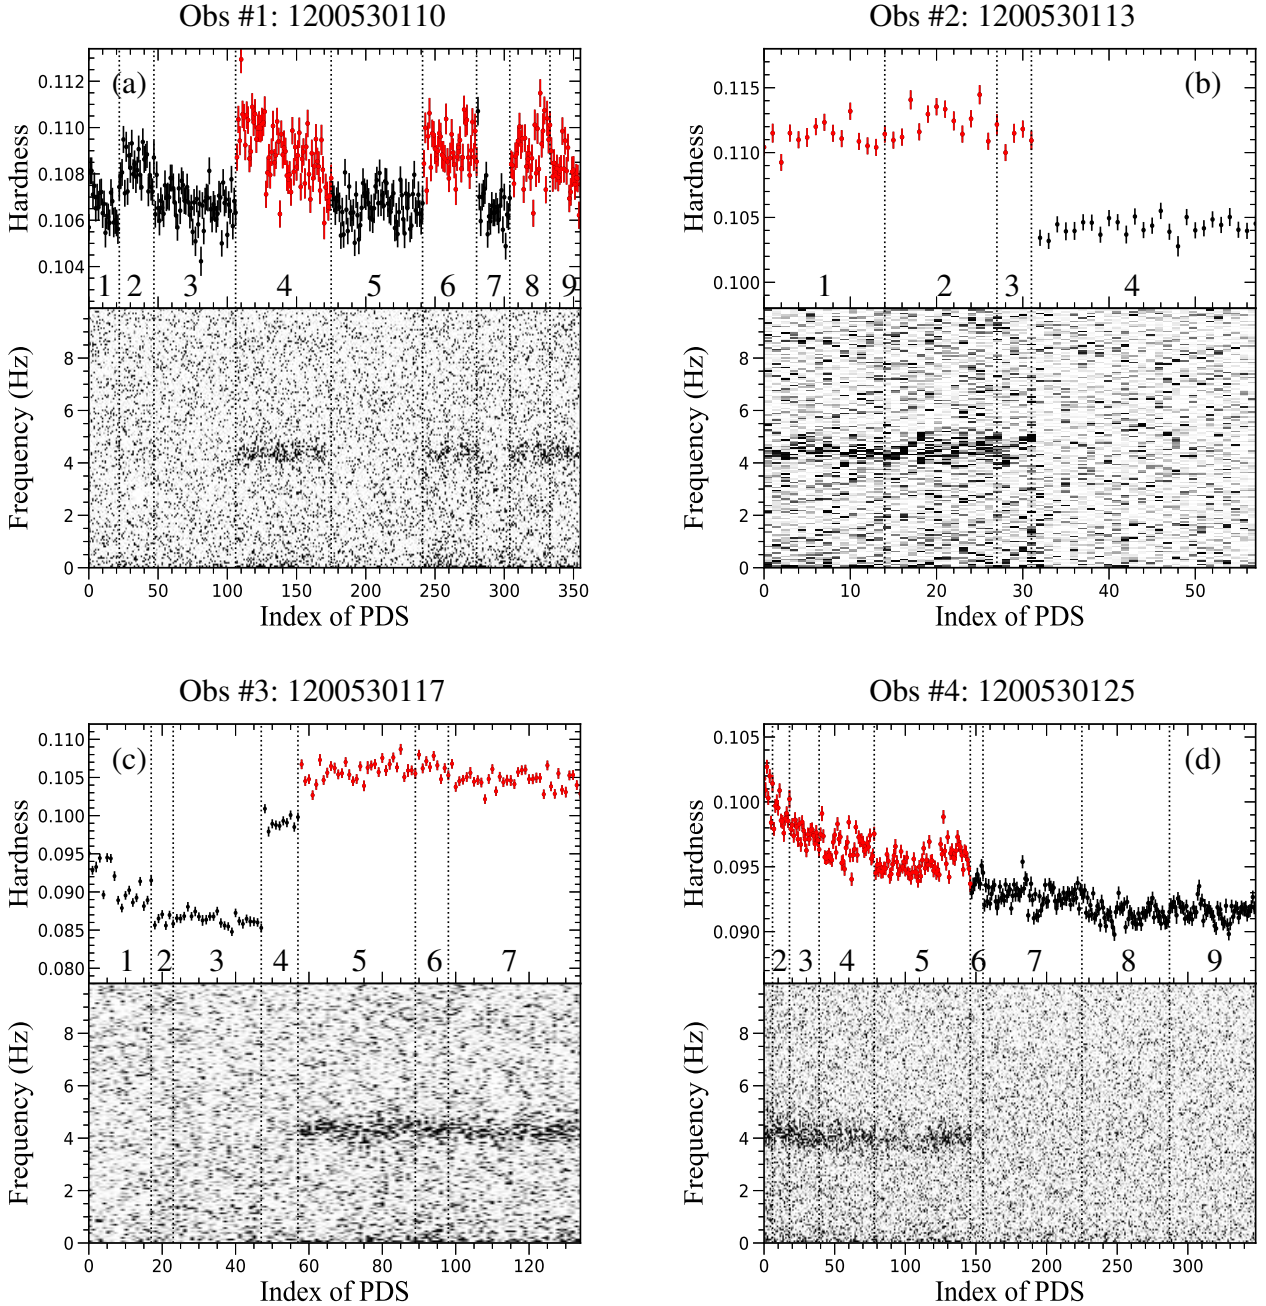 Obs #1: 1200530110
(a)
Hardness
0.112
0.110
0.108
0.106
0.104
1 2 3 4 5 6 7 8 9
Frequency (Hz)
8
6
4
2
0
0 50 100 150 200 250 300 350
Index of PDS
Obs #2: 1200530113
(b)
Hardness
0.115
0.110
0.105
0.100
1 2 3 4
Frequency (Hz)
8
6
4
2
0
0 10 20 30 40 50
Index of PDS
Obs #3: 1200530117
(c)
Hardness
0.110
0.105
0.100
0.095
0.090
0.085
0.080
1 2 3 4 5 6 7
Frequency (Hz)
8
6
4
2
0
0 20 40 60 80 100 120
Index of PDS
Obs #4: 1200530125
(d)
Hardness
0.105
0.100
0.095
0.090
2 3 4 5 6 7 8 9
Frequency (Hz)
8
6
4
2
0
0 50 100 150 200 250 300
Index of PDS